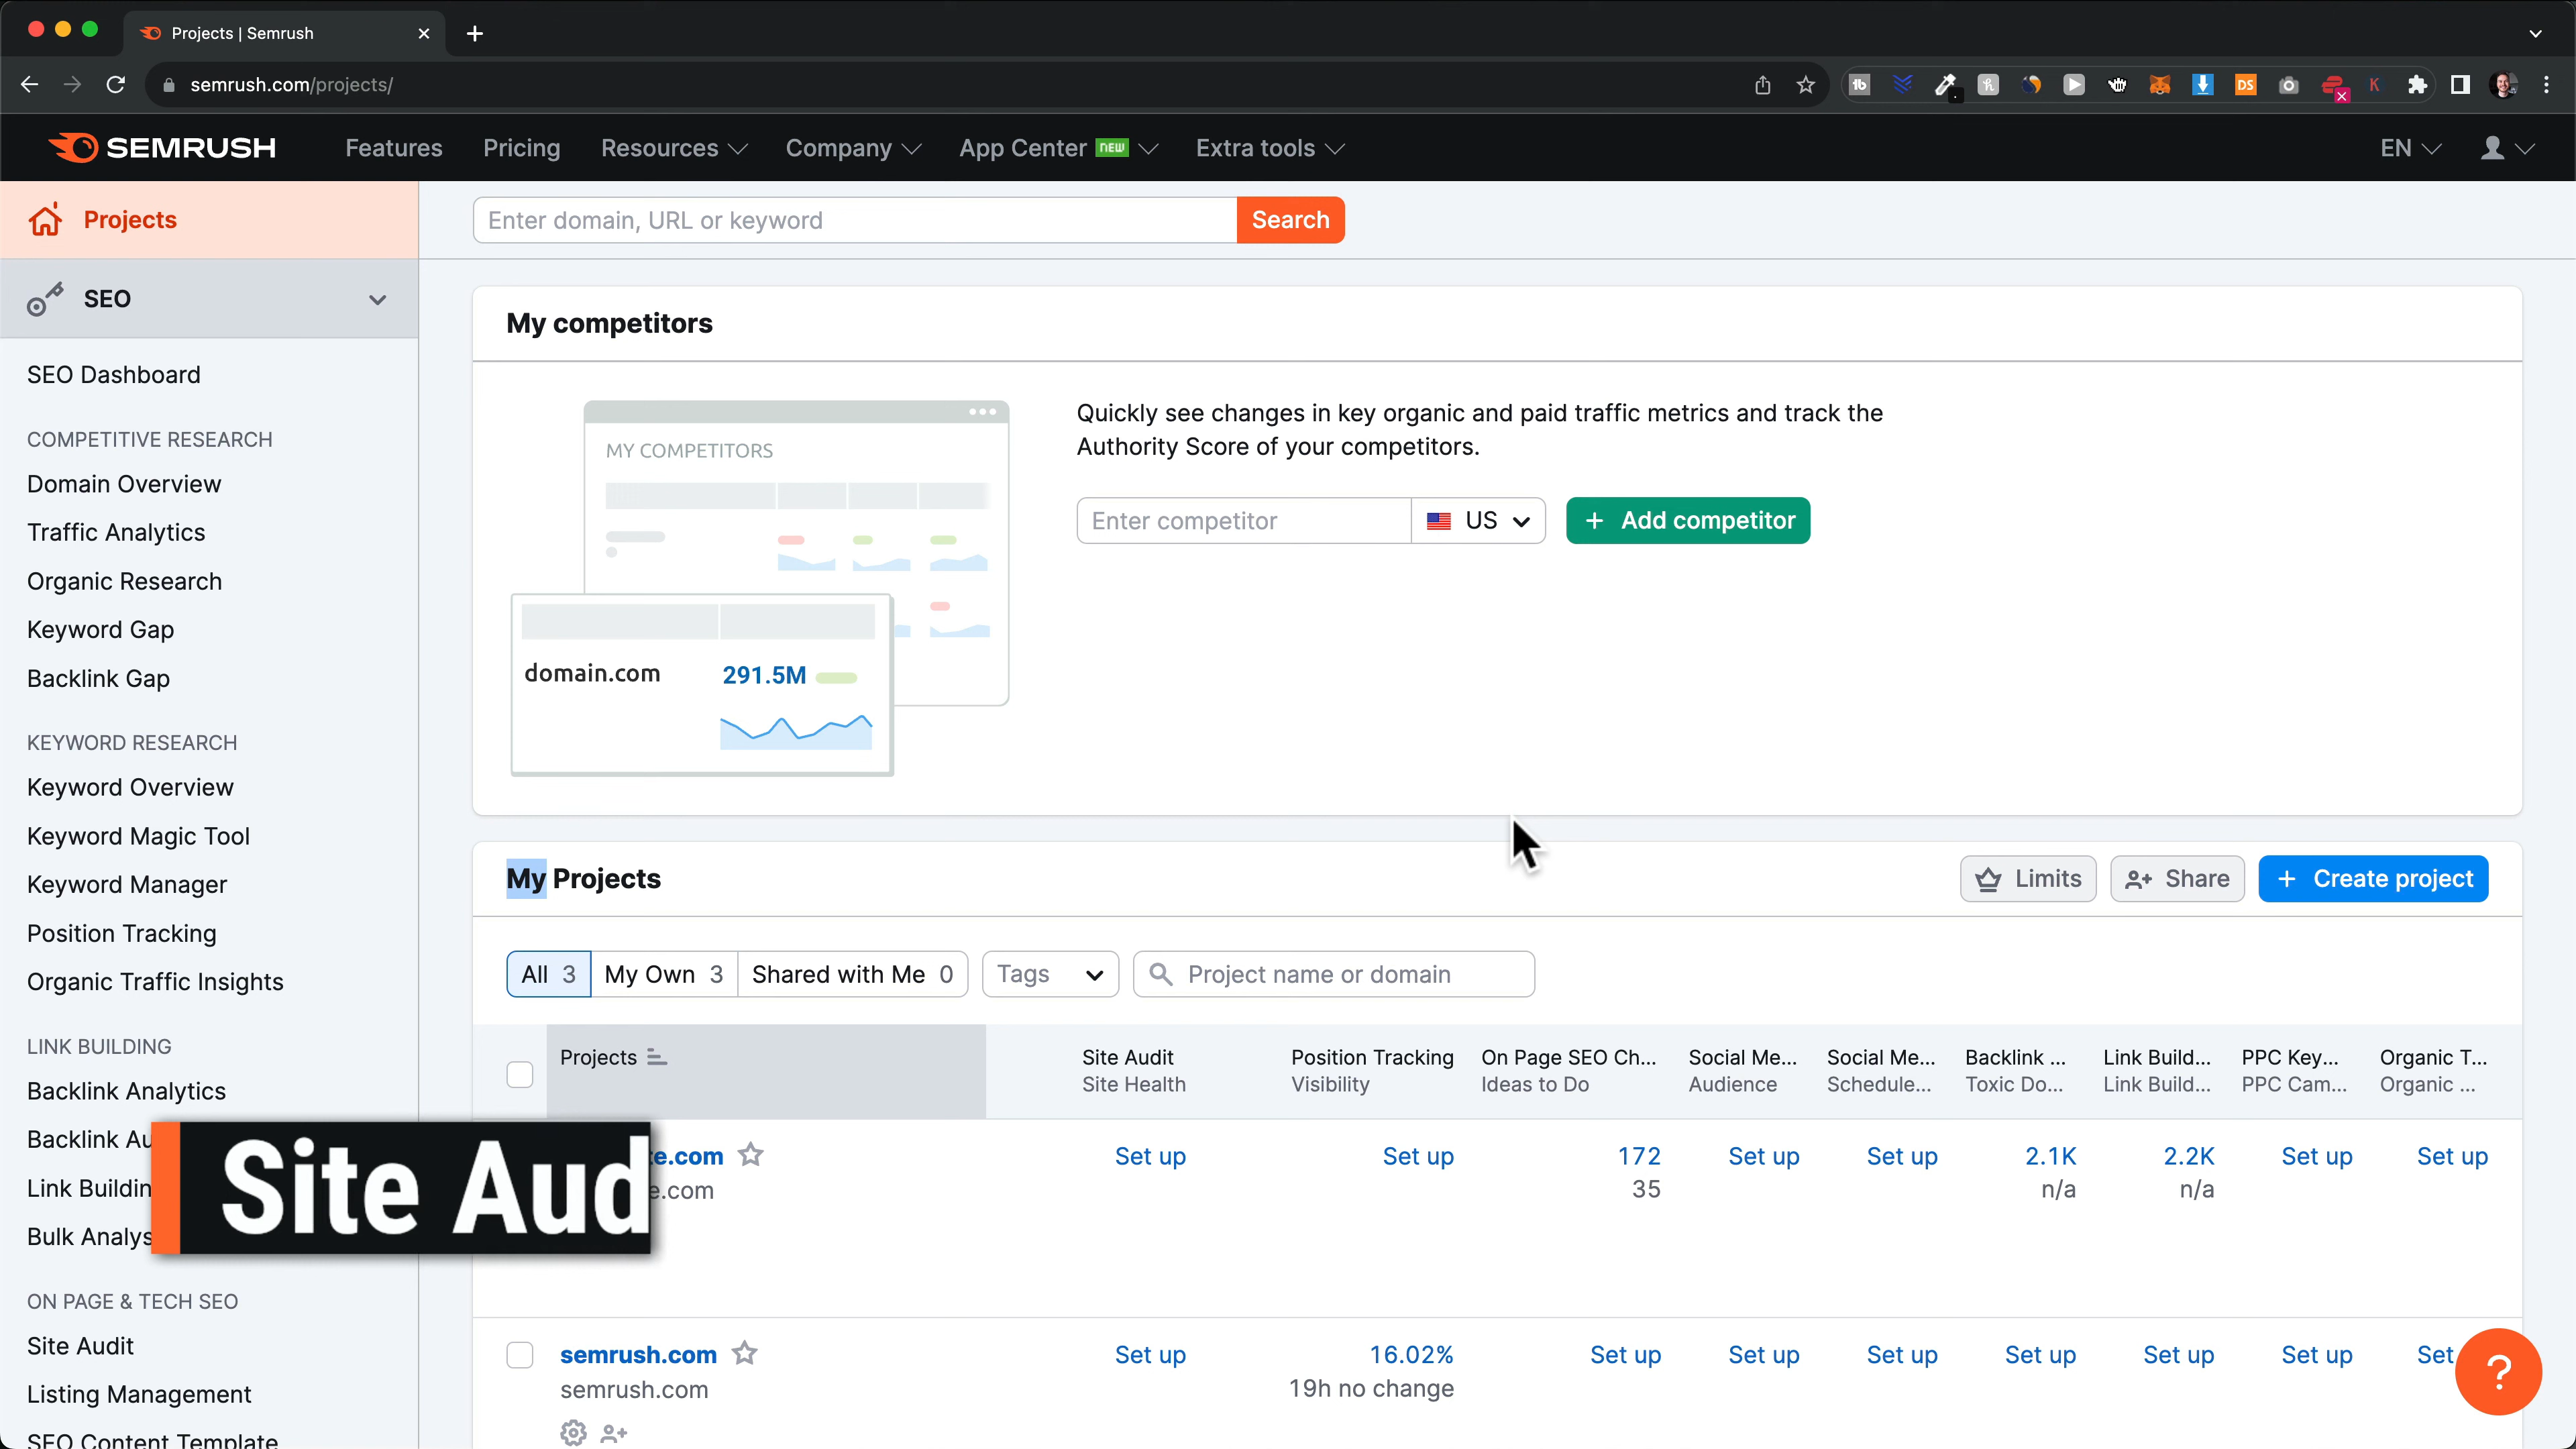 Projects | Semrush
semrush.com/projects/
SEMRUSH
Features
Pricing
Resources
Company
App Center NEW
Extra tools
EN
Projects
Enter domain, URL or keyword
Search
SEO
SEO Dashboard
COMPETITIVE RESEARCH
Domain Overview
Traffic Analytics
Organic Research
Keyword Gap
Backlink Gap
KEYWORD RESEARCH
Keyword Overview
Keyword Magic Tool
Keyword Manager
Position Tracking
Organic Traffic Insights
LINK BUILDING
Backlink Analytics
Backlink Au
Link Buildin
Bulk Analys
ON PAGE & TECH SEO
Site Audit
Listing Management
SEO Content Template
My competitors
MY COMPETITORS
domain.com 291.5M
Quickly see changes in key organic and paid traffic metrics and track the
Authority Score of your competitors.
Enter competitor US + Add competitor
My Projects
Limits
Share
+ Create project
All 3 My Own 3 Shared with Me 0 Tags Project name or domain
Projects Site Audit Position Tracking On Page SEO Ch... Social Me... Social Me... Backlink ... Link Build... PPC Key... Organic T...
Site Health Visibility Ideas to Do Audience Schedule... Toxic Do... Link Build... PPC Cam... Organic ...
te.com Set up Set up 172 Set up Set up 2.1K 2.2K Set up Set up
e.com 35 n/a n/a
Site Aud
semrush.com Set up 16.02% Set up Set up Set up Set up Set up Set up Set
semrush.com 19h no change
?